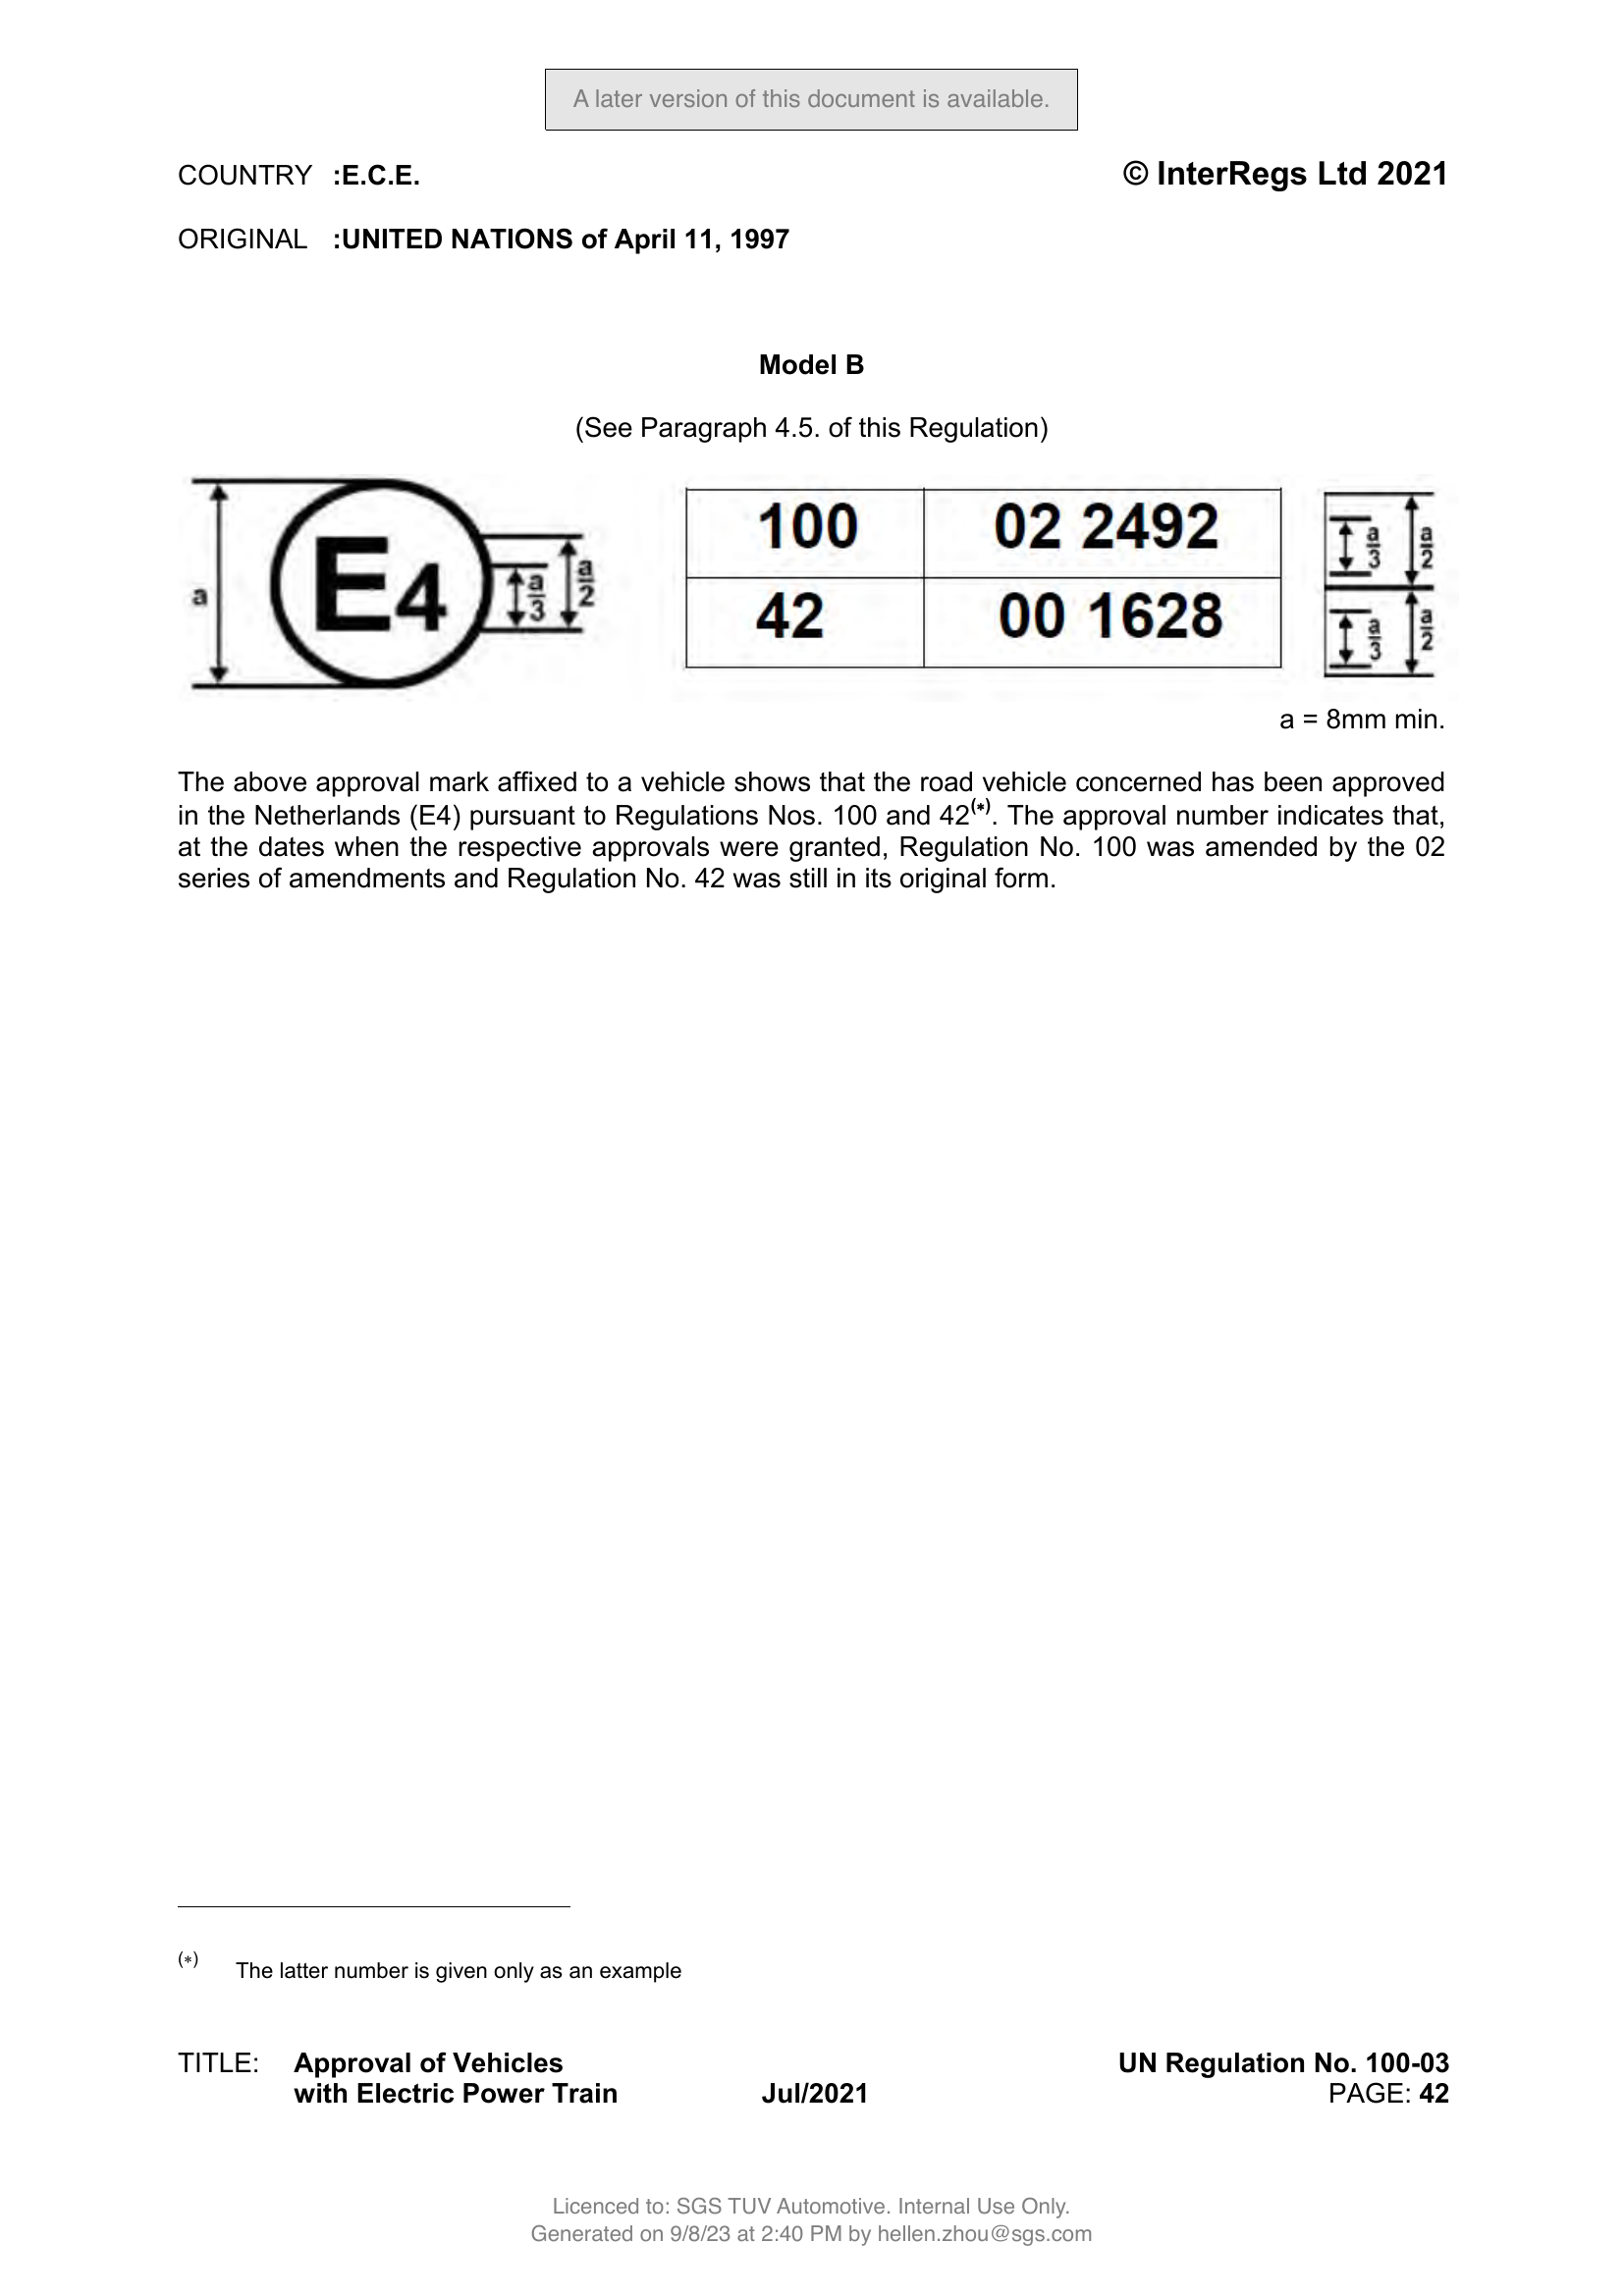 A later version of this document is available.
COUNTRY :E.C.E. © InterRegs Ltd 2021
ORIGINAL :UNITED NATIONS of April 11, 1997
Model B
(See Paragraph 4.5. of this Regulation)
a E4 a/3 a/2
100 02 2492 a/3 a/2
42 00 1628 a/3 a/2
a = 8mm min.
The above approval mark affixed to a vehicle shows that the road vehicle concerned has been approved
in the Netherlands (E4) pursuant to Regulations Nos. 100 and 42(*). The approval number indicates that,
at the dates when the respective approvals were granted, Regulation No. 100 was amended by the 02
series of amendments and Regulation No. 42 was still in its original form.
(*) The latter number is given only as an example
TITLE: Approval of Vehicles UN Regulation No. 100-03
with Electric Power Train Jul/2021 PAGE: 42
Licenced to: SGS TUV Automotive. Internal Use Only.
Generated on 9/8/23 at 2:40 PM by hellen.zhou@sgs.com